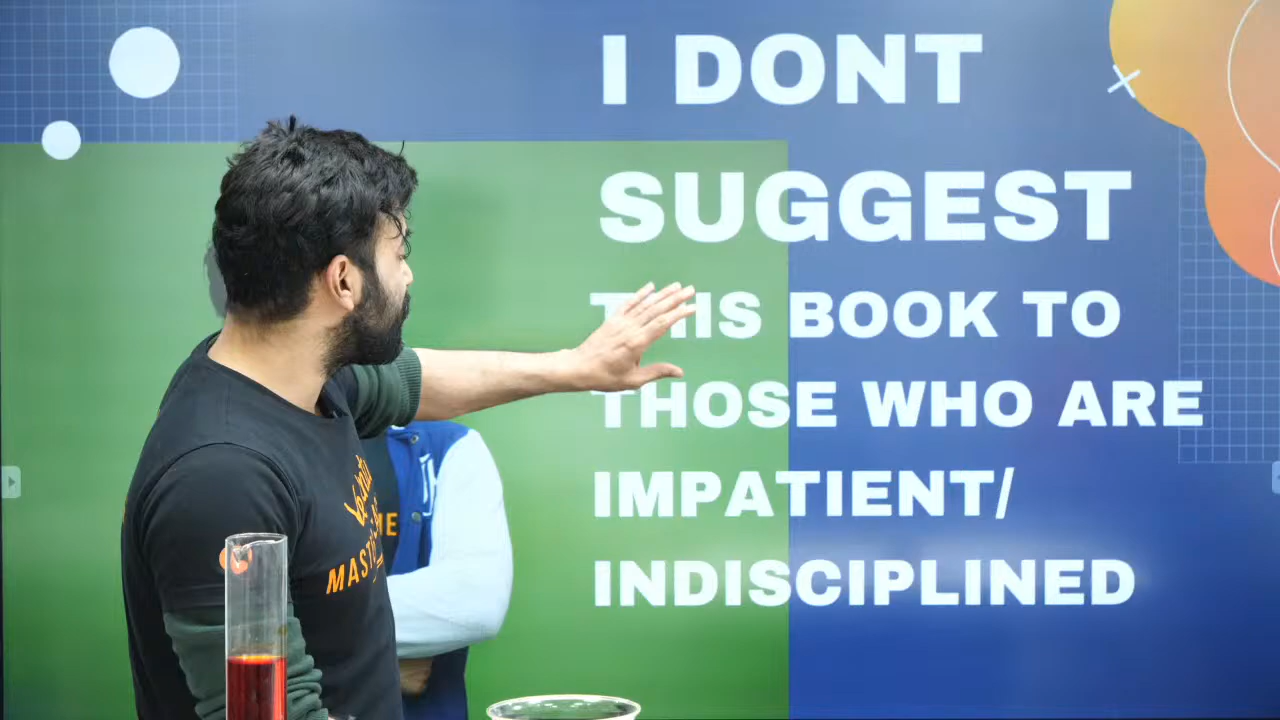 I DONT
SUGGEST
THIS BOOK TO
THOSE WHO ARE
IMPATIENT/
INDISCIPLINED